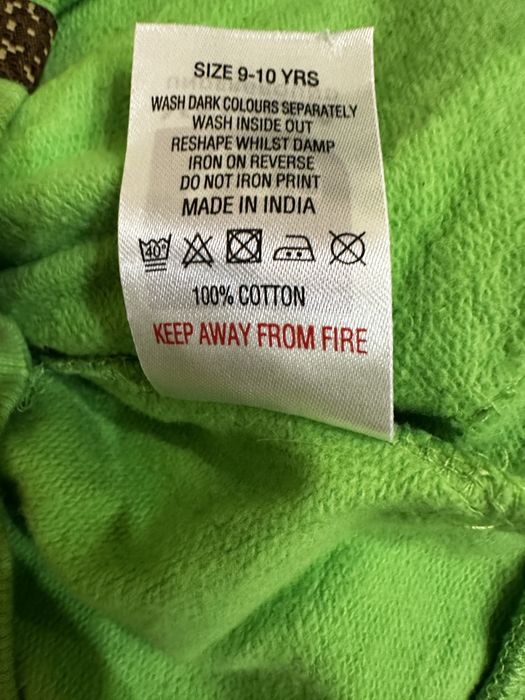 SIZE 9-10 YRS
WASH DARK COLOURS SEPARATELY
WASH INSIDE OUT
RESHAPE WHILST DAMP
IRON ON REVERSE
DO NOT IRON PRINT
MADE IN INDIA
40°
100% COTTON
KEEP AWAY FROM FIRE